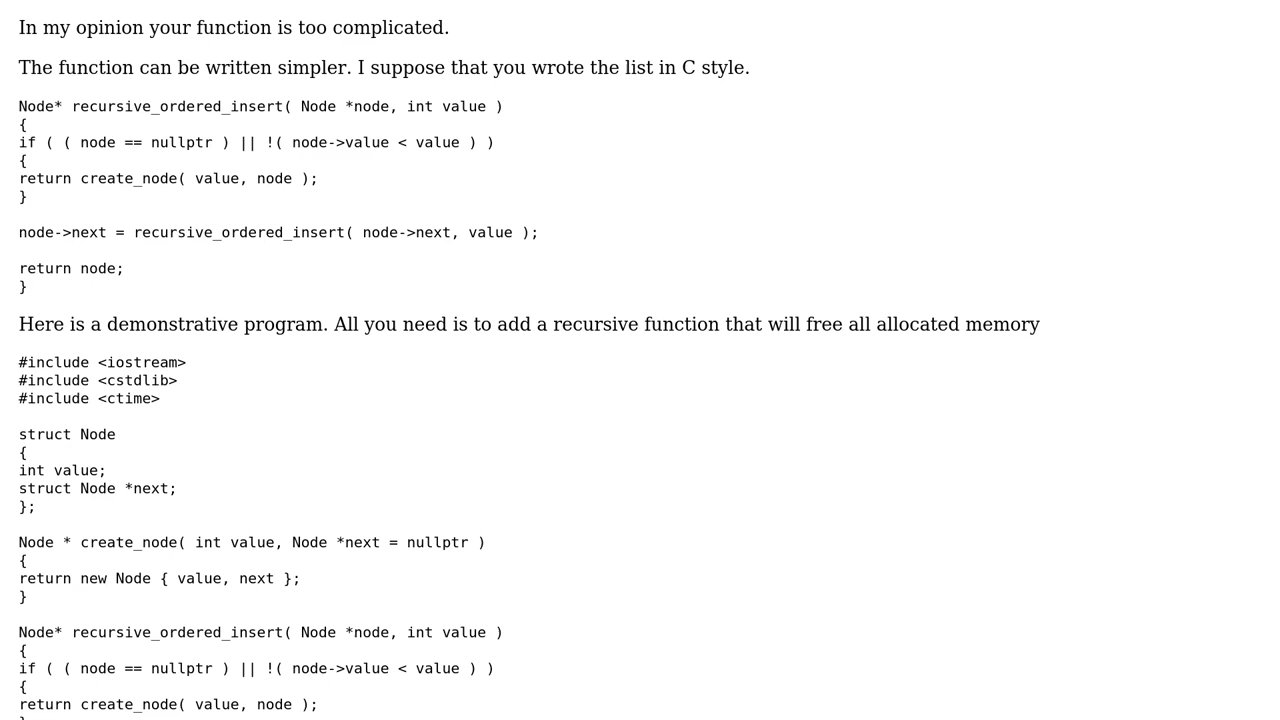 In my opinion your function is too complicated.
The function can be written simpler. I suppose that you wrote the list in C style.
Node* recursive_ordered_insert( Node *node, int value )
{
if ( ( node == nullptr ) || !( node->value < value ) )
{
return create_node( value, node );
}
node->next = recursive_ordered_insert( node->next, value );
return node;
}
Here is a demonstrative program. All you need is to add a recursive function that will free all allocated memory
#include <iostream>
#include <cstdlib>
#include <ctime>
struct Node
{
int value;
struct Node *next;
};
Node * create_node( int value, Node *next = nullptr )
{
return new Node { value, next };
}
Node* recursive_ordered_insert( Node *node, int value )
{
if ( ( node == nullptr ) || !( node->value < value ) )
{
return create_node( value, node );
}